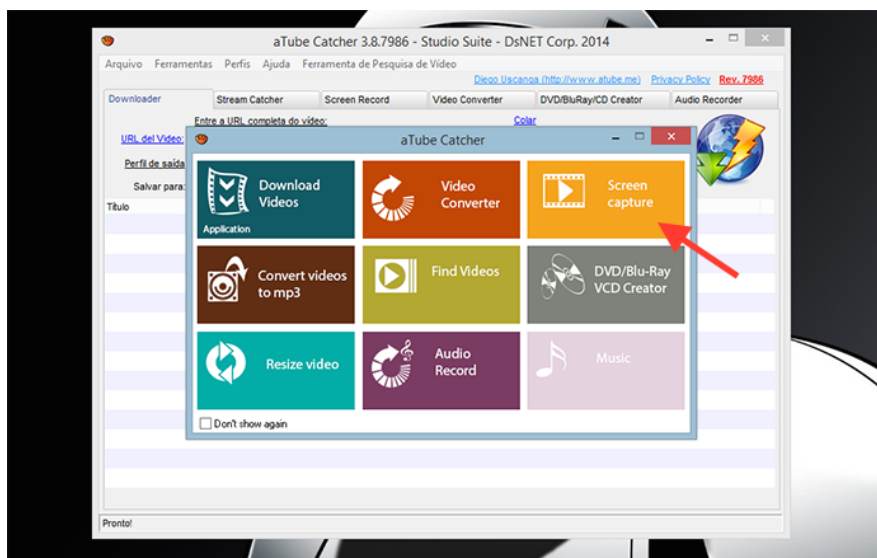 aTube Catcher 3.8.7986 - Studio Suite - DsNET Corp. 2014
Arquivo Ferramentas Perfis Ajuda Ferramenta de Pesquisa de Vídeo
Diego Uscanga (http://www.atube.me) Privacy Policy Rev. 7986
Downloader Stream Catcher Screen Record Video Converter DVD/BluRay/CD Creator Audio Recorder
Entre a URL completa do vídeo: Colar
URL del Video:
Perfil de saída
Salvar para:
Título
aTube Catcher
Download
Videos
Application
Video
Converter
Screen
capture
Convert videos
to mp3
Find Videos
DVD/Blu-Ray
VCD Creator
Resize video
Audio
Record
Music
Don't show again
Pronto!